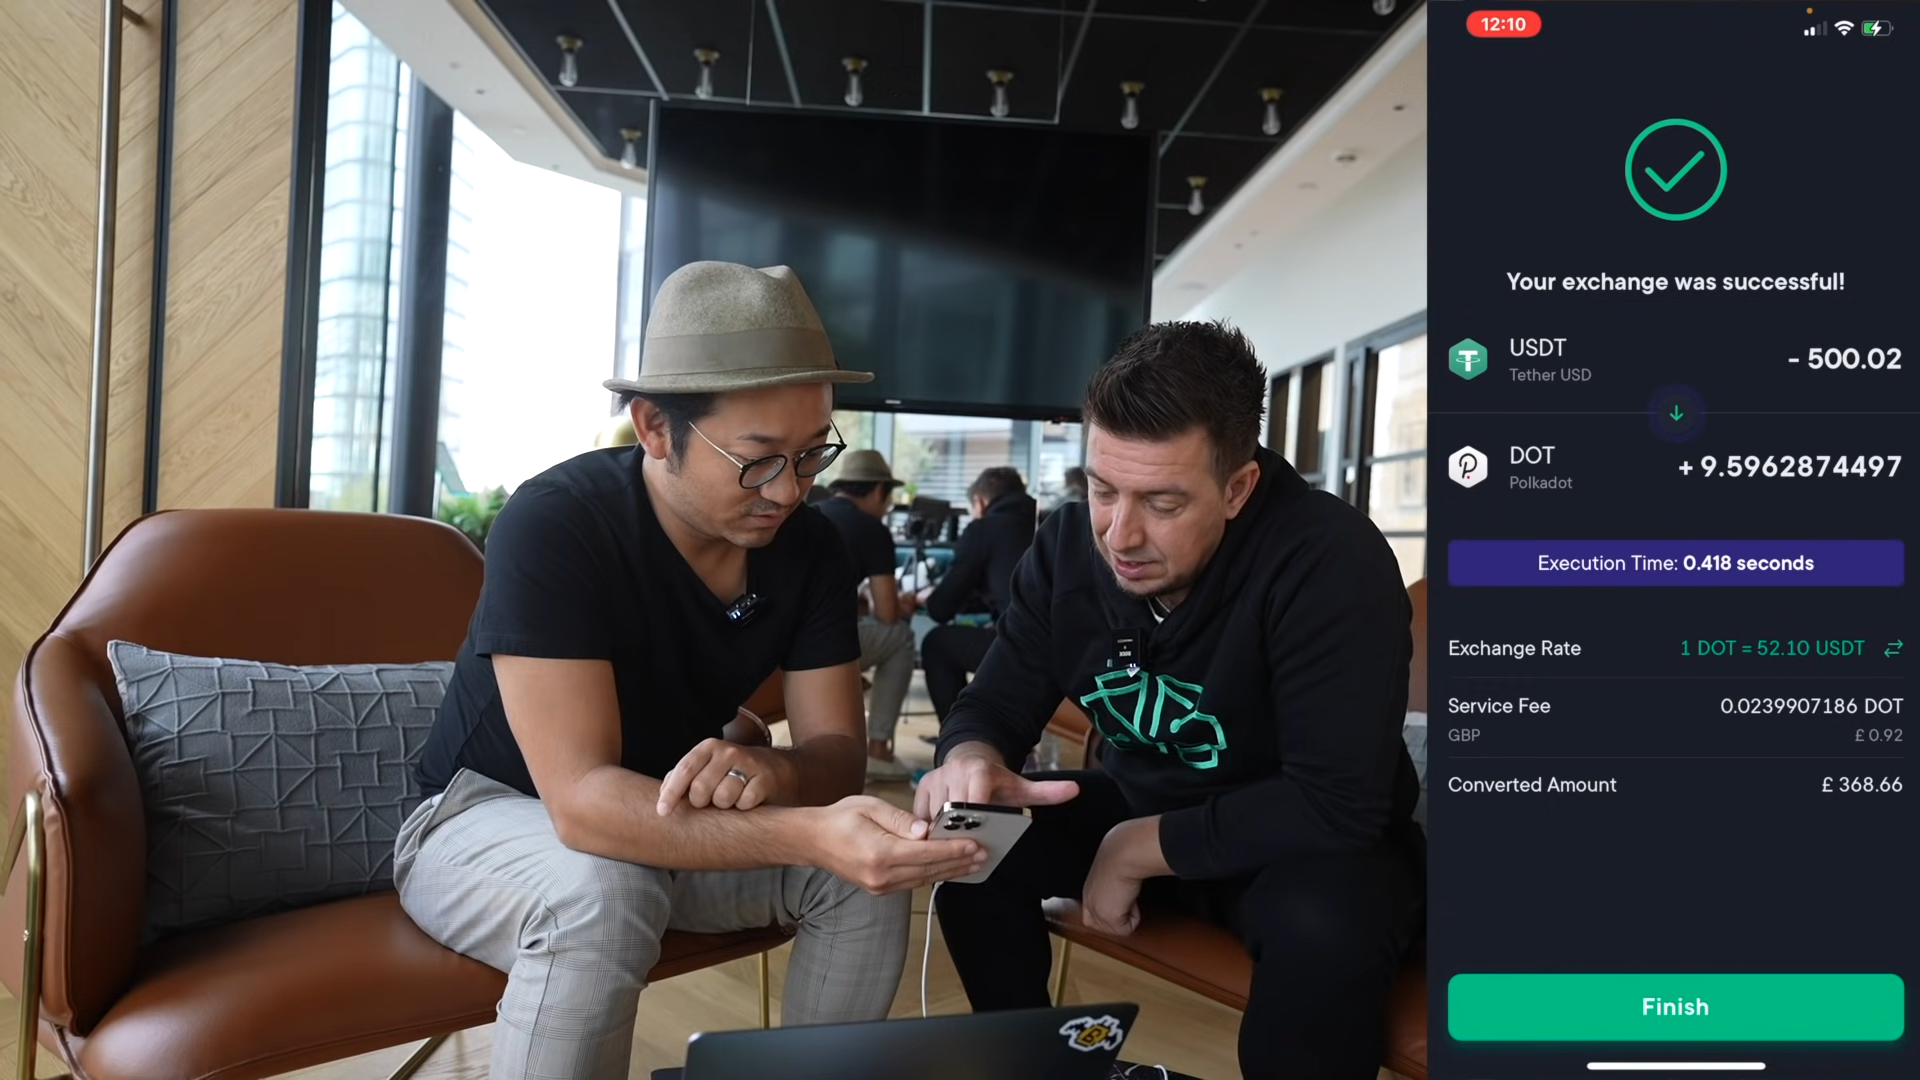 12:10
Your exchange was successful!
USDT
- 500.02
Tether USD
DOT
+ 9.5962874497
Polkadot
Execution Time: 0.418 seconds
Exchange Rate
1 DOT = 52.10 USDT
Service Fee
0.0239907186 DOT
GBP
£ 0.92
Converted Amount
£ 368.66
Finish